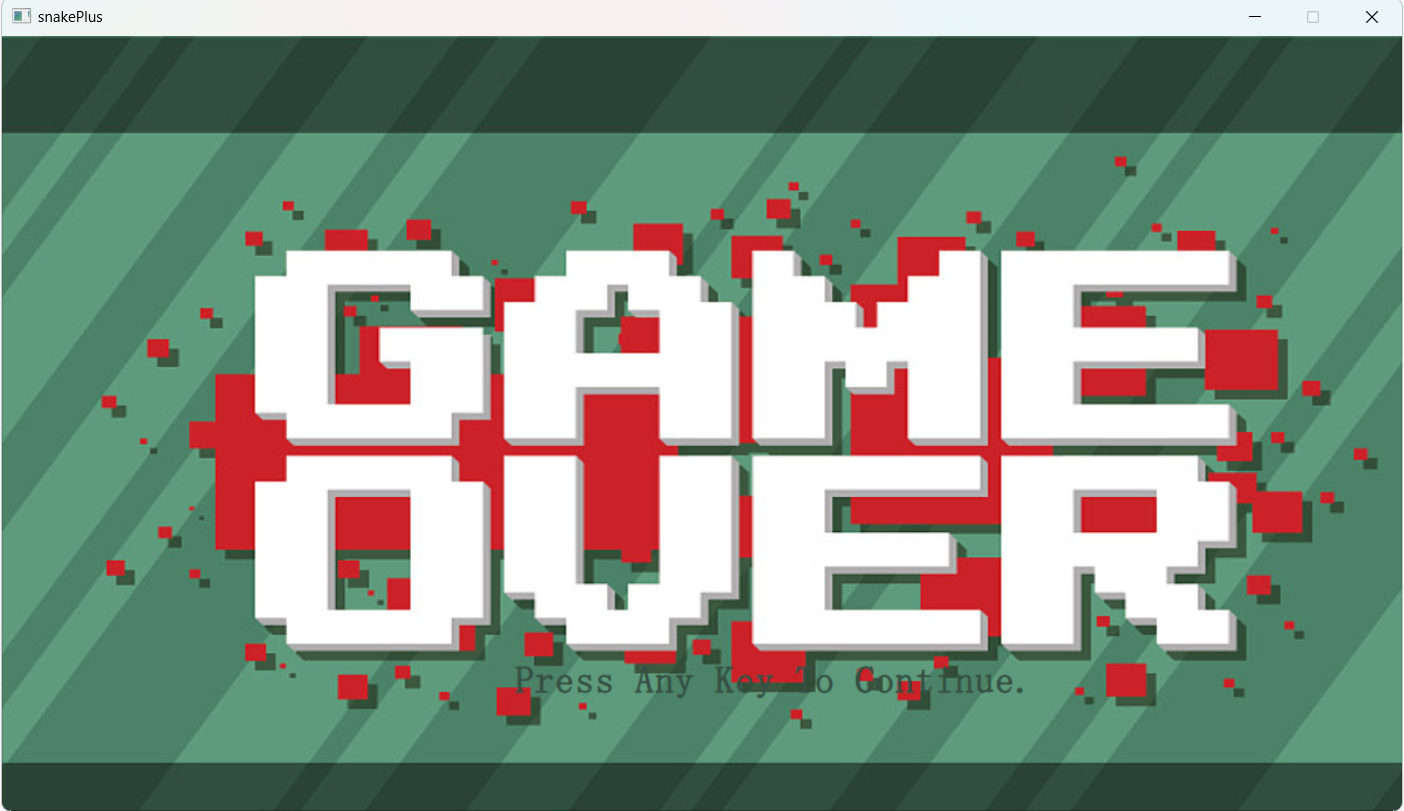 snakePlus
GAME
OVER
Press Any Key To Continue.